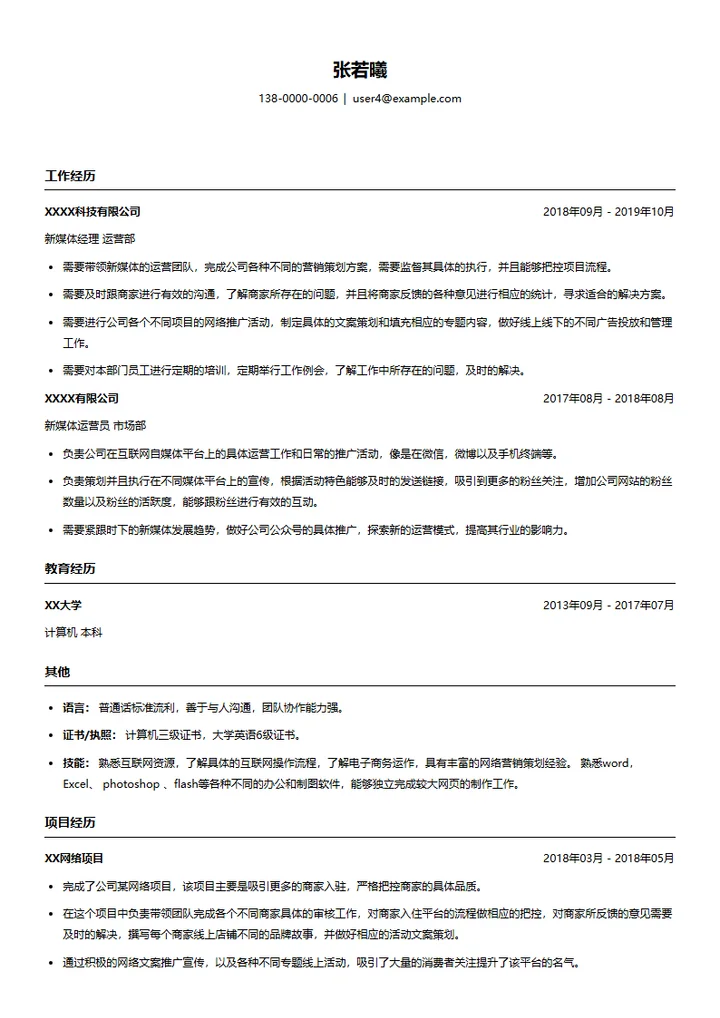 张若曦
138-0000-0006 | user4@example.com
工作经历
XXXX科技有限公司 2018年09月 - 2019年10月
新媒体经理 运营部
• 需要带领新媒体的运营团队，完成公司各种不同的营销策划方案，需要监督其具体的执行，并且能够把控项目流程。
• 需要及时跟商家进行有效的沟通，了解商家所存在的问题，并且将商家反馈的各种意见进行相应的统计，寻求适合的解决方案。
• 需要进行公司各个不同项目的网络推广活动，制定具体的文案策划和填充相应的专题内容，做好线上线下的不同广告投放和管理
工作。
• 需要对本部门员工进行定期的培训，定期举行工作例会，了解工作中所存在的问题，及时的解决。
XXXX有限公司 2017年08月 - 2018年08月
新媒体运营员 市场部
• 负责公司在互联网自媒体平台上的具体运营工作和日常的推广活动，像是在微信，微博以及手机终端等。
• 负责策划并且执行在不同媒体平台上的宣传，根据活动特色能够及时的发送链接，吸引到更多的粉丝关注，增加公司网站的粉丝
数量以及粉丝的活跃度，能够跟粉丝进行有效的互动。
• 需要紧跟时下的新媒体发展趋势，做好公司公众号的具体推广，探索新的运营模式，提高其行业的影响力。
教育经历
XX大学 2013年09月 - 2017年07月
计算机 本科
其他
• 语言： 普通话标准流利，善于与人沟通，团队协作能力强。
• 证书/执照： 计算机三级证书，大学英语6级证书。
• 技能： 熟悉互联网资源，了解具体的互联网操作流程，了解电子商务运作，具有丰富的网络营销策划经验。 熟悉word，
Excel、 photoshop 、flash等各种不同的办公和制图软件，能够独立完成较大网页的制作工作。
项目经历
XX网络项目 2018年03月 - 2018年05月
• 完成了公司某网络项目，该项目主要是吸引更多的商家入驻，严格把控商家的具体品质。
• 在这个项目中负责带领团队完成各个不同商家具体的审核工作，对商家入住平台的流程做相应的把控，对商家所反馈的意见需要
及时的解决，撰写每个商家线上店铺不同的品牌故事，并做好相应的活动文案策划。
• 通过积极的网络文案推广宣传，以及各种不同专题线上活动，吸引了大量的消费者关注提升了该平台的名气。